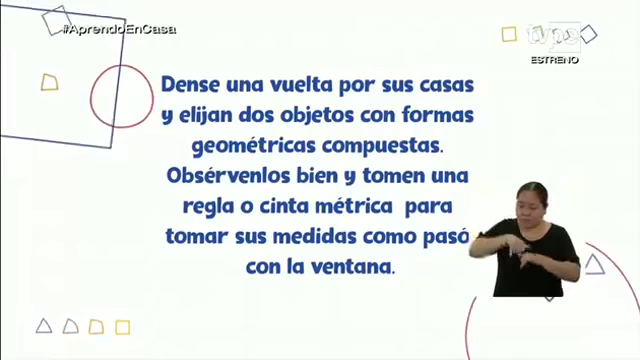 #AprendoEnCasa
tvpe
ESTRENO
Dense una vuelta por sus casas
y elijan dos objetos con formas
geométricas compuestas.
Obsérvenlos bien y tomen una
regla o cinta métrica para
tomar sus medidas como pasó
con la ventana.